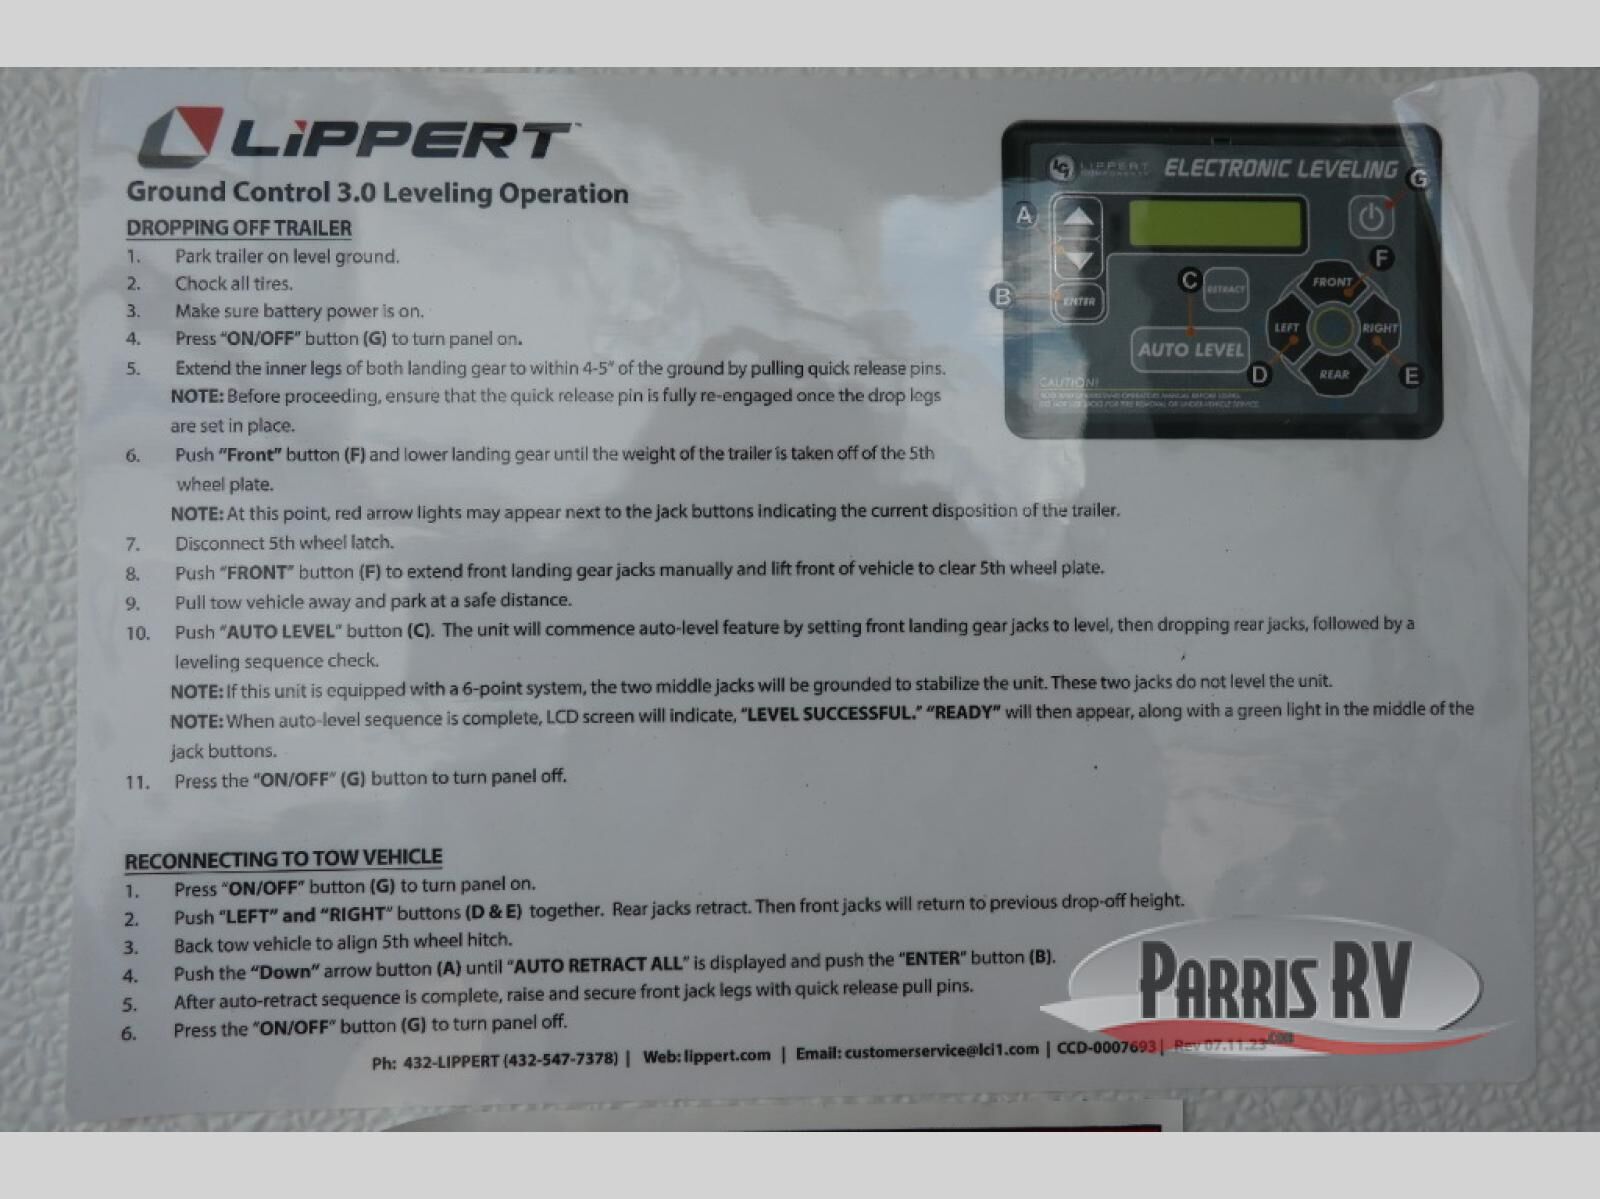 LIPPERT™
Ground Control 3.0 Leveling Operation
DROPPING OFF TRAILER
1. Park trailer on level ground.
2. Chock all tires.
3. Make sure battery power is on.
4. Press "ON/OFF" button (G) to turn panel on.
5. Extend the inner legs of both landing gear to within 4-5" of the ground by pulling quick release pins.
NOTE: Before proceeding, ensure that the quick release pin is fully re-engaged once the drop legs
are set in place.
6. Push "Front" button (F) and lower landing gear until the weight of the trailer is taken off of the 5th
wheel plate.
NOTE: At this point, red arrow lights may appear next to the jack buttons indicating the current disposition of the trailer.
7. Disconnect 5th wheel latch.
8. Push "FRONT" button (F) to extend front landing gear jacks manually and lift front of vehicle to clear 5th wheel plate.
9. Pull tow vehicle away and park at a safe distance.
10. Push "AUTO LEVEL" button (C). The unit will commence auto-level feature by setting front landing gear jacks to level, then dropping rear jacks, followed by a
leveling sequence check.
NOTE: If this unit is equipped with a 6-point system, the two middle jacks will be grounded to stabilize the unit. These two jacks do not level the unit.
NOTE: When auto-level sequence is complete, LCD screen will indicate, "LEVEL SUCCESSFUL." "READY" will then appear, along with a green light in the middle of the
jack buttons.
11. Press the "ON/OFF" (G) button to turn panel off.
LCI LIPPERT COMPONENTS ELECTRONIC LEVELING
G
A
F
FRONT
C
RETRACT
B
ENTER
LEFT
RIGHT
AUTO LEVEL
D
REAR
E
CAUTION!
RECONNECTING TO TOW VEHICLE
1. Press "ON/OFF" button (G) to turn panel on.
2. Push "LEFT" and "RIGHT" buttons (D & E) together. Rear jacks retract. Then front jacks will return to previous drop-off height.
3. Back tow vehicle to align 5th wheel hitch.
4. Push the "Down" arrow button (A) until "AUTO RETRACT ALL" is displayed and push the "ENTER" button (B).
5. After auto-retract sequence is complete, raise and secure front jack legs with quick release pull pins.
6. Press the "ON/OFF" button (G) to turn panel off.
Ph: 432-LIPPERT (432-547-7378) | Web: lippert.com | Email: customerservice@lci1.com | CCD-0007693 | Rev 07.11.23
PARRIS RV
.com